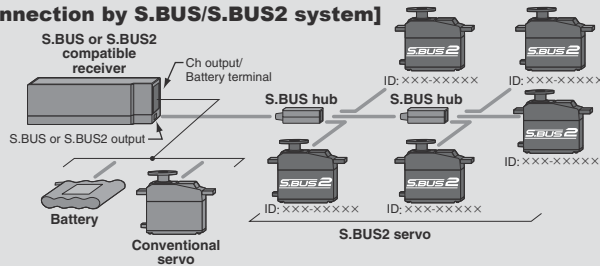 nnection by S.BUS/S.BUS2 system]
S.BUS or S.BUS2
compatible
receiver
Ch output/
Battery terminal
S.BUS hub
S.BUS hub
S.BUS2
ID: ×××-×××××
S.BUS2
ID: ×××-×××××
S.BUS or S.BUS2 output
S.BUS2
ID: ×××-×××××
S.BUS2
ID: ×××-×××××
S.BUS2
ID: ×××-×××××
Battery
Conventional
servo
S.BUS2 servo